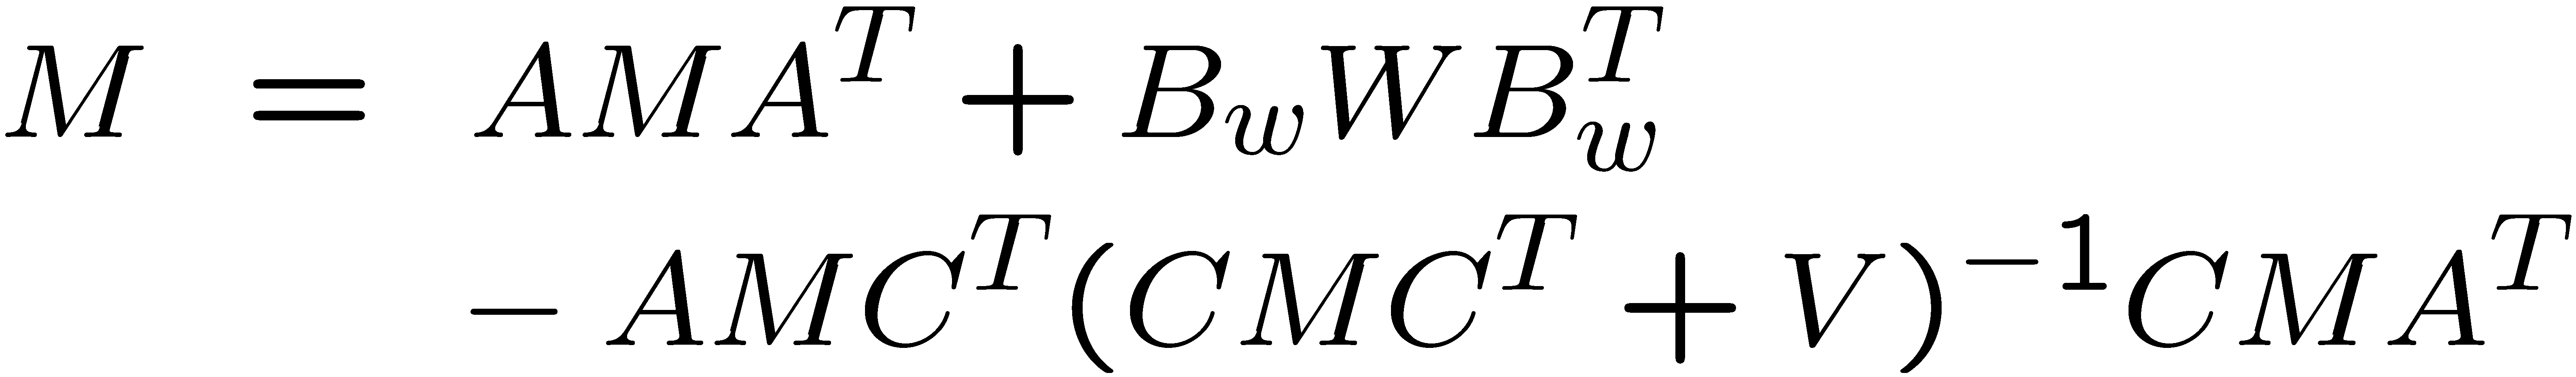 M = AMA^T + B_w W B_w^T
− AMC^T (CMC^T + V)^{−1} CMA^T